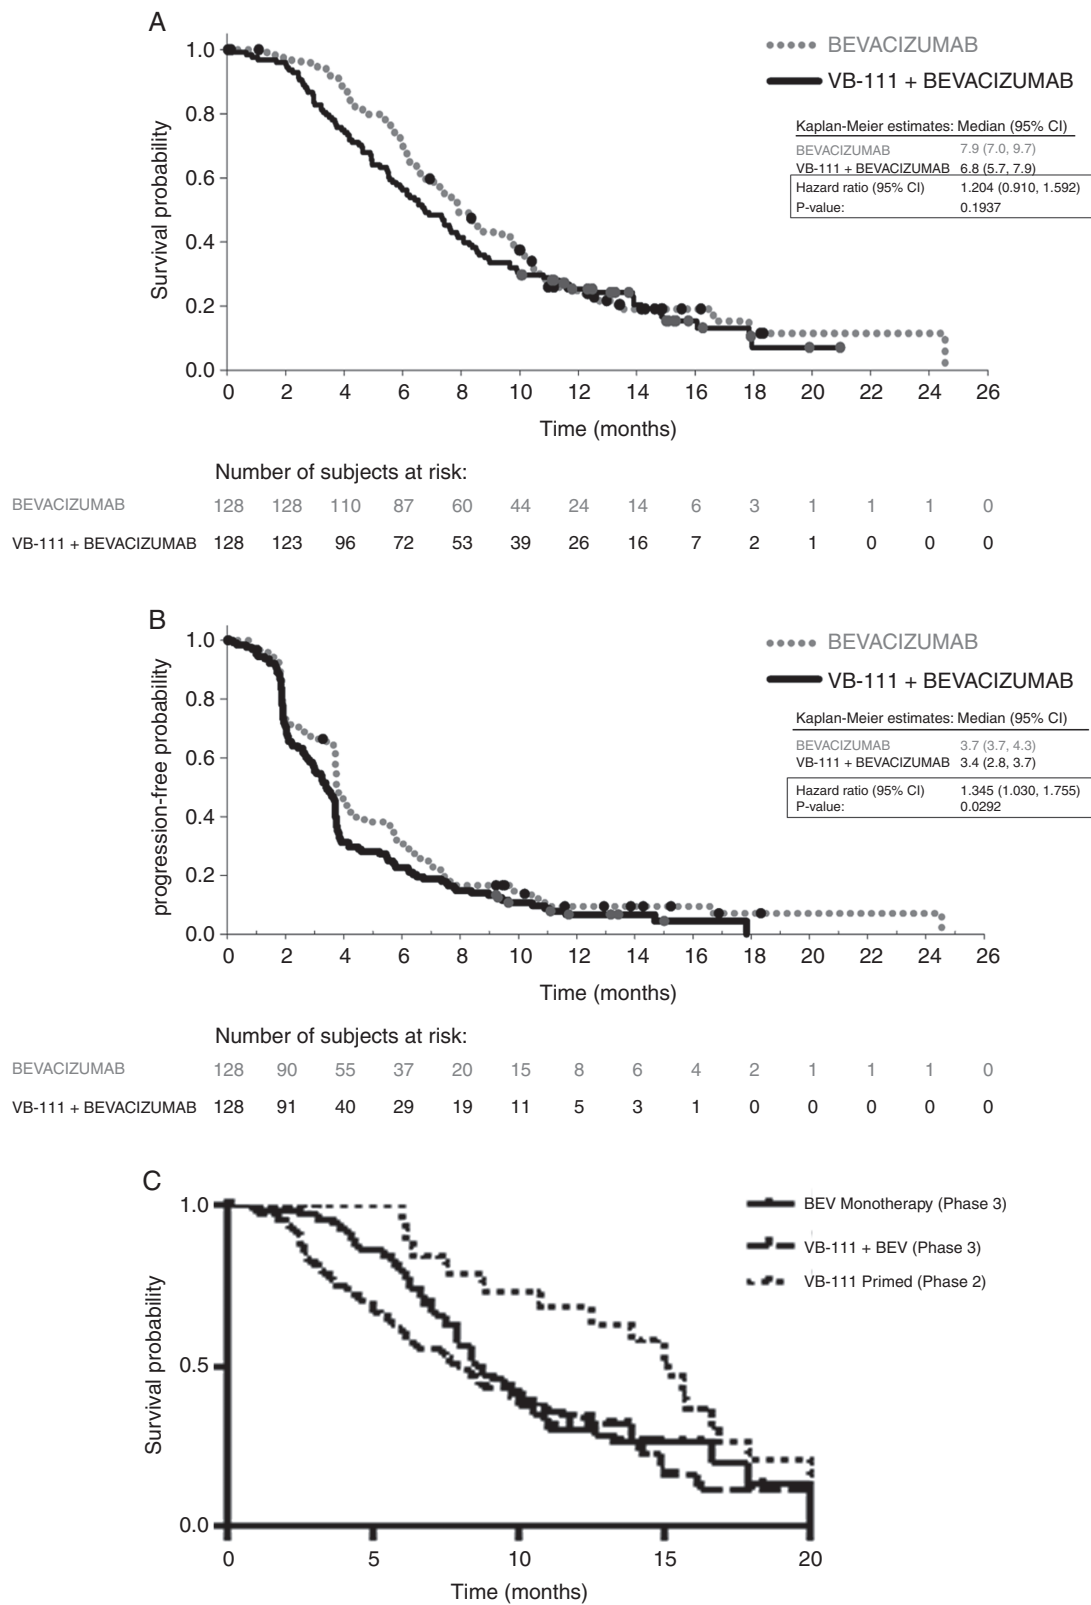 A
BEVACIZUMAB
VB-111 + BEVACIZUMAB
Kaplan-Meier estimates: Median (95% CI)
BEVACIZUMAB 7.9 (7.0, 9.7)
VB-111 + BEVACIZUMAB 6.8 (5.7, 7.9)
Hazard ratio (95% CI) 1.204 (0.910, 1.592)
P-value: 0.1937
Survival probability
1.0
0.8
0.6
0.4
0.2
0.0
0 2 4 6 8 10 12 14 16 18 20 22 24 26
Time (months)
Number of subjects at risk:
BEVACIZUMAB 128 128 110 87 60 44 24 14 6 3 1 1 1 0
VB-111 + BEVACIZUMAB 128 123 96 72 53 39 26 16 7 2 1 0 0 0
B
BEVACIZUMAB
VB-111 + BEVACIZUMAB
Kaplan-Meier estimates: Median (95% CI)
BEVACIZUMAB 3.7 (3.7, 4.3)
VB-111 + BEVACIZUMAB 3.4 (2.8, 3.7)
Hazard ratio (95% CI) 1.345 (1.030, 1.755)
P-value: 0.0292
progression-free probability
1.0
0.8
0.6
0.4
0.2
0.0
0 2 4 6 8 10 12 14 16 18 20 22 24 26
Time (months)
Number of subjects at risk:
BEVACIZUMAB 128 90 55 37 20 15 8 6 4 2 1 1 1 0
VB-111 + BEVACIZUMAB 128 91 40 29 19 11 5 3 1 0 0 0 0 0
C
BEV Monotherapy (Phase 3)
VB-111 + BEV (Phase 3)
VB-111 Primed (Phase 2)
Survival probability
1.0
0.5
0.0
0 5 10 15 20
Time (months)